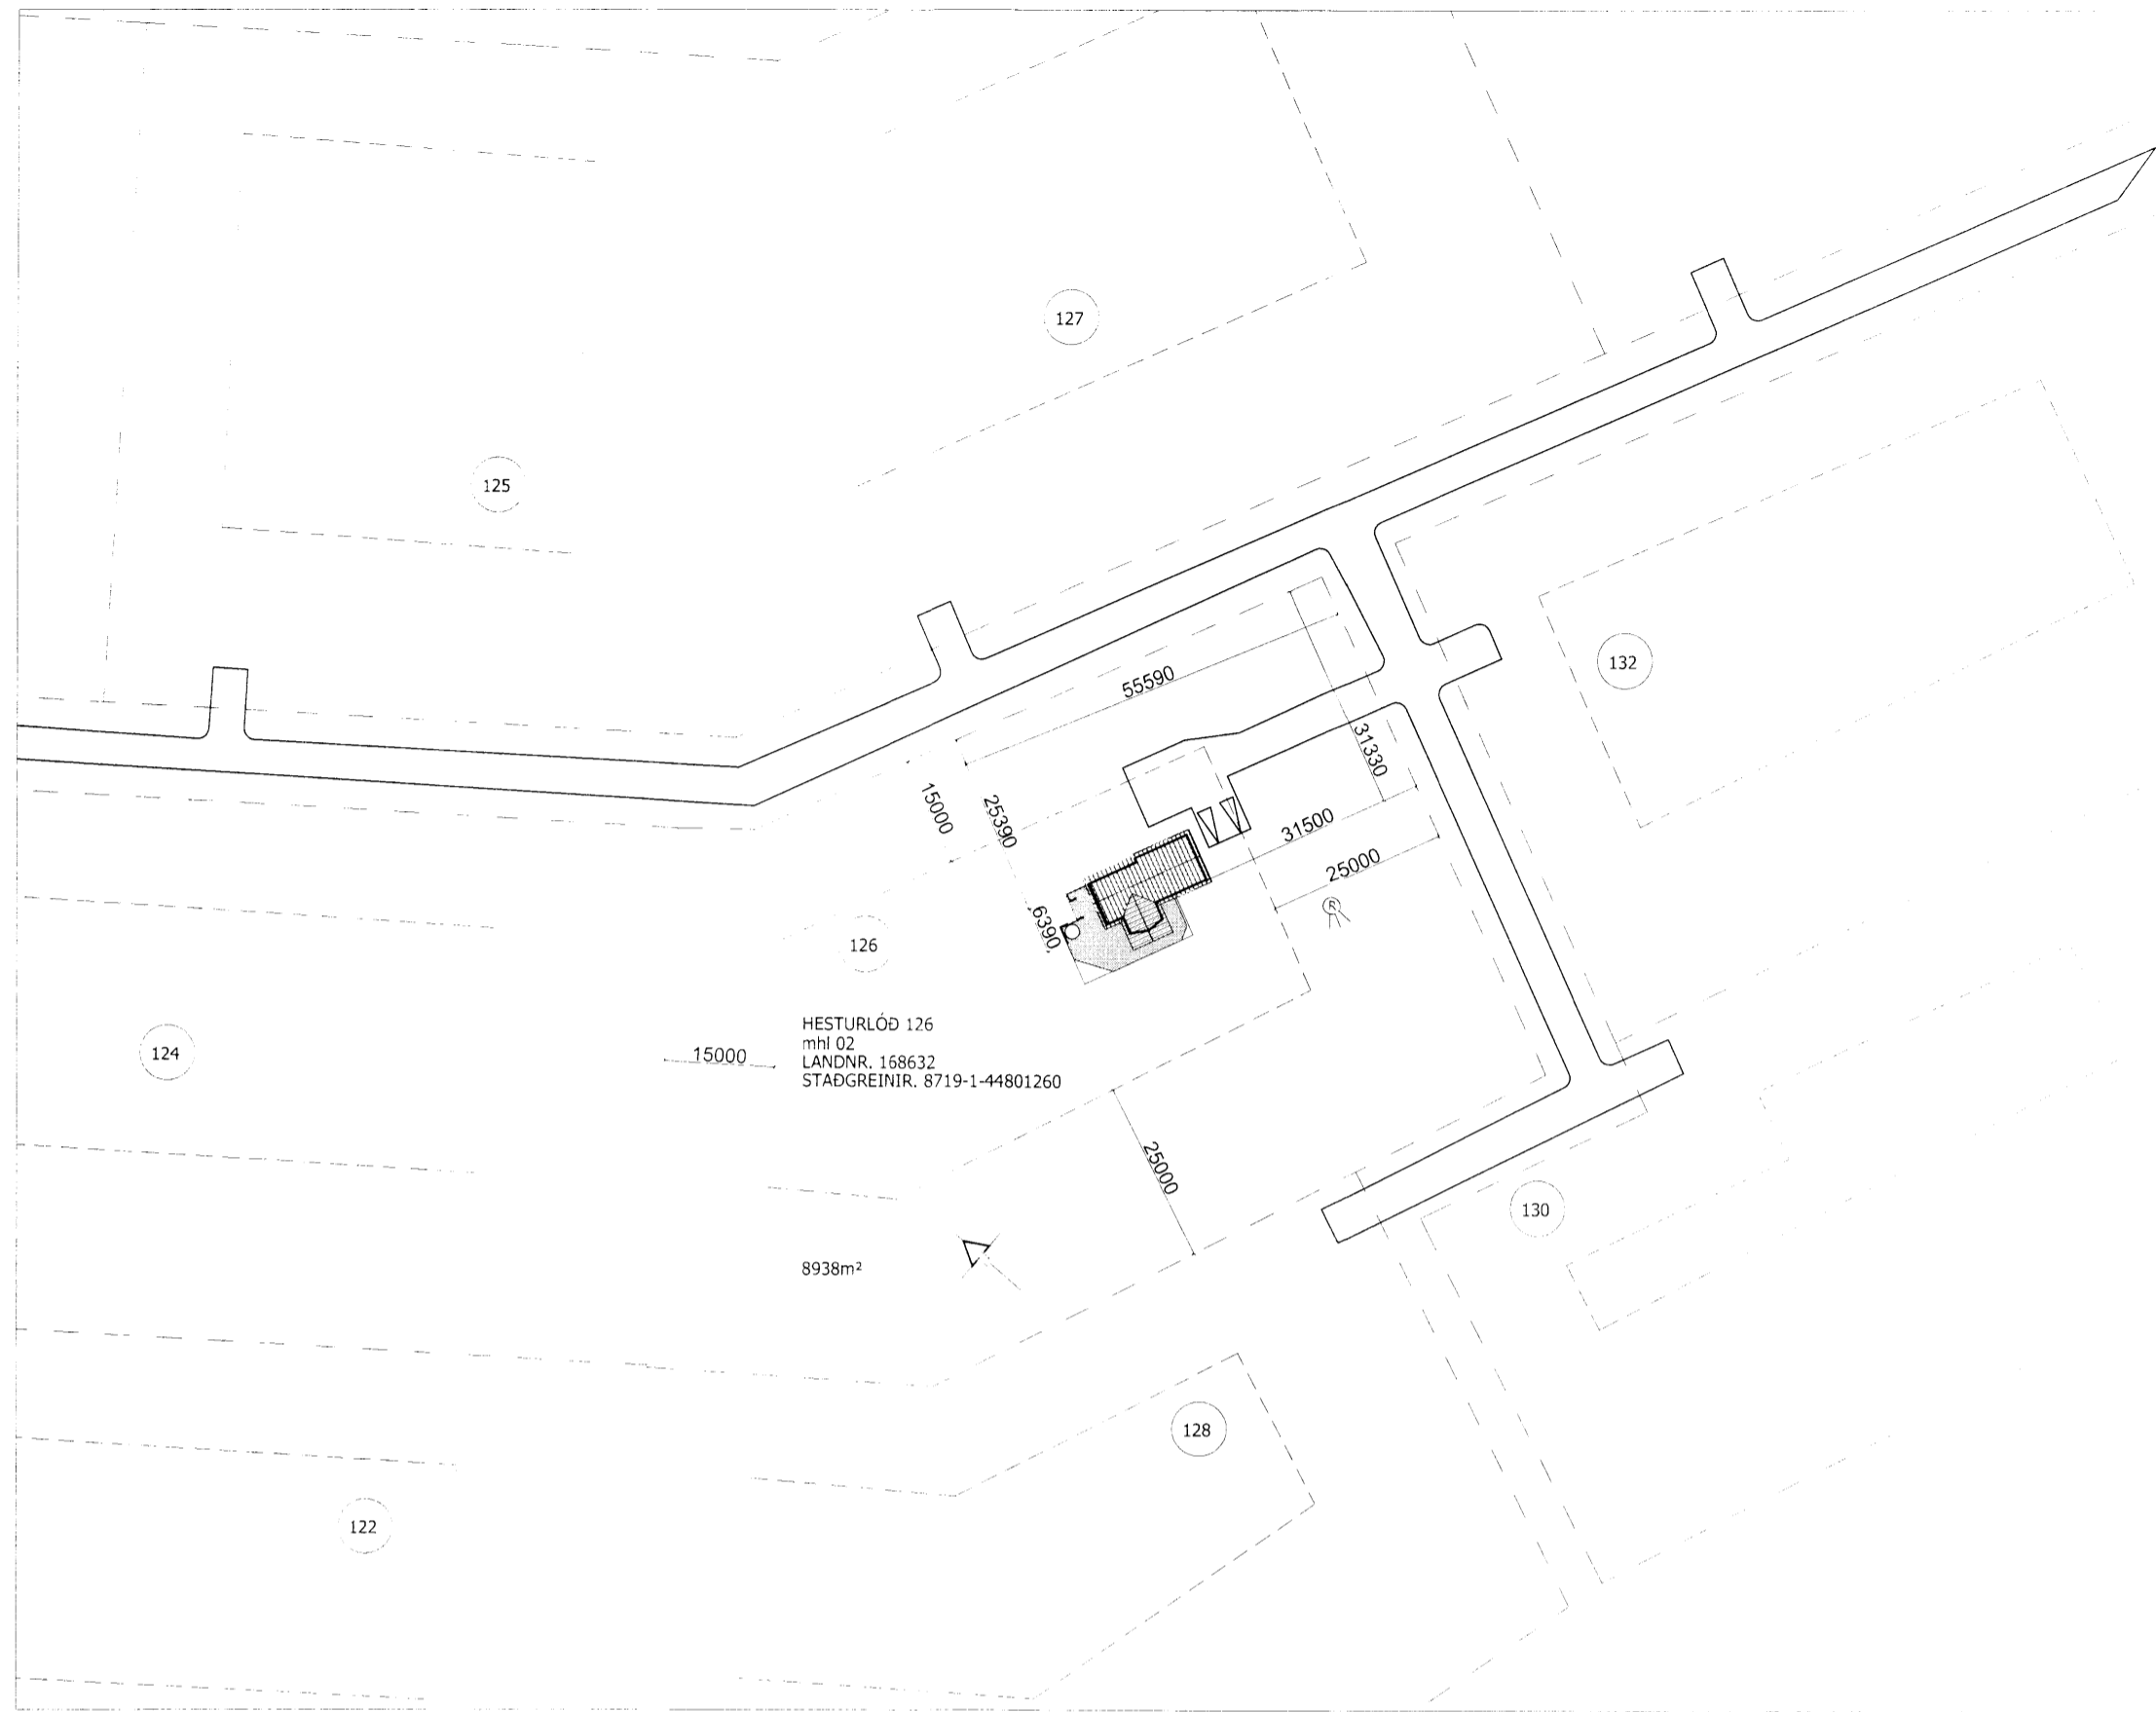 127
125
132
55590
31330
15000
25390
31500
25000
6390
R
126
HESTURLÓÐ 126
mhl 02
LANDNR. 168632
STAÐGREINIR. 8719-1-44801260
124
15000
25000
130
8938m²
128
122